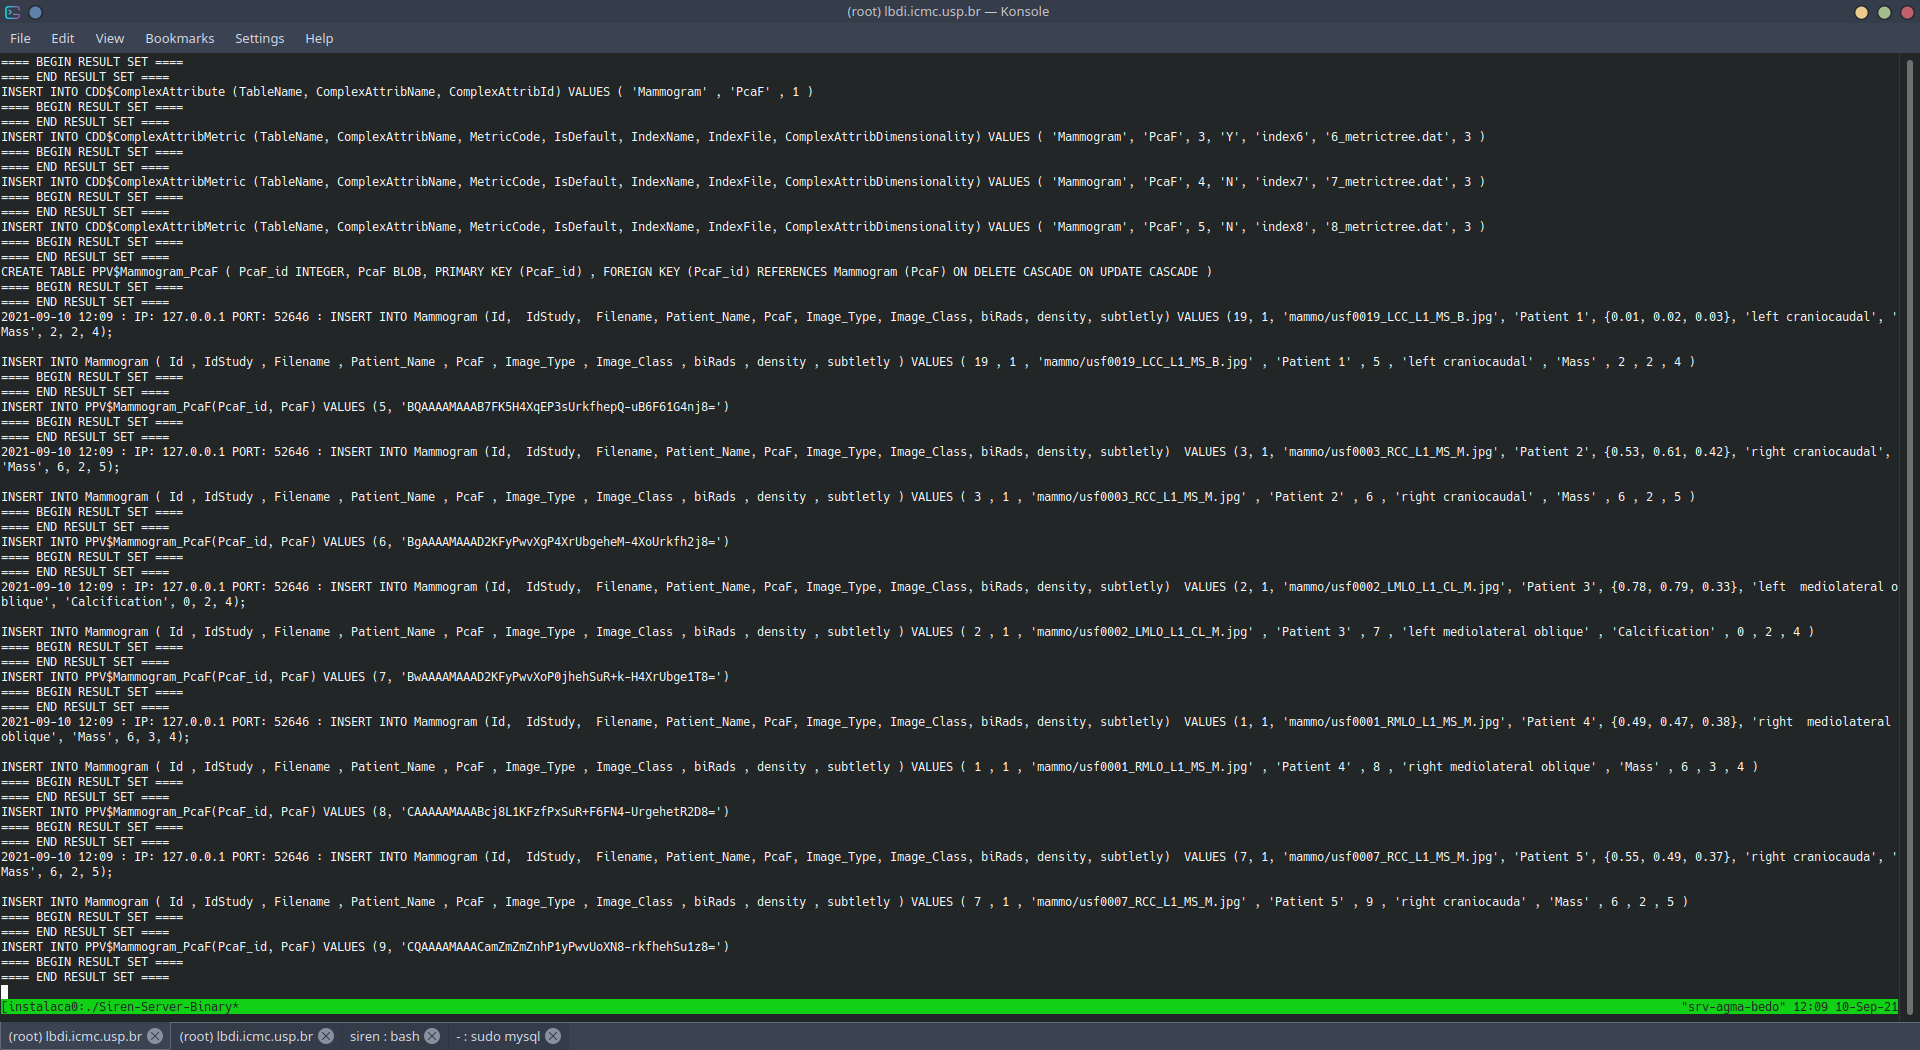 (root) lbdi.icmc.usp.br — Konsole
File Edit View Bookmarks Settings Help
==== BEGIN RESULT SET ====
==== END RESULT SET ====
INSERT INTO CDD$ComplexAttribute (TableName, ComplexAttribName, ComplexAttribId) VALUES ( 'Mammogram' , 'PcaF' , 1 )
==== BEGIN RESULT SET ====
==== END RESULT SET ====
INSERT INTO CDD$ComplexAttribMetric (TableName, ComplexAttribName, MetricCode, IsDefault, IndexName, IndexFile, ComplexAttribDimensionality) VALUES ( 'Mammogram', 'PcaF', 3, 'Y', 'index6', '6_metrictree.dat', 3 )
==== BEGIN RESULT SET ====
==== END RESULT SET ====
INSERT INTO CDD$ComplexAttribMetric (TableName, ComplexAttribName, MetricCode, IsDefault, IndexName, IndexFile, ComplexAttribDimensionality) VALUES ( 'Mammogram', 'PcaF', 4, 'N', 'index7', '7_metrictree.dat', 3 )
==== BEGIN RESULT SET ====
==== END RESULT SET ====
INSERT INTO CDD$ComplexAttribMetric (TableName, ComplexAttribName, MetricCode, IsDefault, IndexName, IndexFile, ComplexAttribDimensionality) VALUES ( 'Mammogram', 'PcaF', 5, 'N', 'index8', '8_metrictree.dat', 3 )
==== BEGIN RESULT SET ====
==== END RESULT SET ====
CREATE TABLE PPV$Mammogram_PcaF ( PcaF_id INTEGER, PcaF BLOB, PRIMARY KEY (PcaF_id) , FOREIGN KEY (PcaF_id) REFERENCES Mammogram (PcaF) ON DELETE CASCADE ON UPDATE CASCADE )
==== BEGIN RESULT SET ====
==== END RESULT SET ====
2021-09-10 12:09 : IP: 127.0.0.1 PORT: 52646 : INSERT INTO Mammogram (Id,  IdStudy,  Filename, Patient_Name, PcaF, Image_Type, Image_Class, biRads, density, subtletly) VALUES (19, 1, 'mammo/usf0019_LCC_L1_MS_B.jpg', 'Patient 1', {0.01, 0.02, 0.03}, 'left craniocaudal', '
Mass', 2, 2, 4);
INSERT INTO Mammogram ( Id , IdStudy , Filename , Patient_Name , PcaF , Image_Type , Image_Class , biRads , density , subtletly ) VALUES ( 19 , 1 , 'mammo/usf0019_LCC_L1_MS_B.jpg' , 'Patient 1' , 5 , 'left craniocaudal' , 'Mass' , 2 , 2 , 4 )
==== BEGIN RESULT SET ====
==== END RESULT SET ====
INSERT INTO PPV$Mammogram_PcaF(PcaF_id, PcaF) VALUES (5, 'BQAAAAMAAAB7FK5H4XqEP3sUrkfhepQ-uB6F61G4nj8=')
==== BEGIN RESULT SET ====
==== END RESULT SET ====
2021-09-10 12:09 : IP: 127.0.0.1 PORT: 52646 : INSERT INTO Mammogram (Id,  IdStudy,  Filename, Patient_Name, PcaF, Image_Type, Image_Class, biRads, density, subtletly)  VALUES (3, 1, 'mammo/usf0003_RCC_L1_MS_M.jpg', 'Patient 2', {0.53, 0.61, 0.42}, 'right craniocaudal',
'Mass', 6, 2, 5);
INSERT INTO Mammogram ( Id , IdStudy , Filename , Patient_Name , PcaF , Image_Type , Image_Class , biRads , density , subtletly ) VALUES ( 3 , 1 , 'mammo/usf0003_RCC_L1_MS_M.jpg' , 'Patient 2' , 6 , 'right craniocaudal' , 'Mass' , 6 , 2 , 5 )
==== BEGIN RESULT SET ====
==== END RESULT SET ====
INSERT INTO PPV$Mammogram_PcaF(PcaF_id, PcaF) VALUES (6, 'BgAAAAMAAAD2KFyPwvXgP4XrUbgeheM-4XoUrkfh2j8=')
==== BEGIN RESULT SET ====
==== END RESULT SET ====
2021-09-10 12:09 : IP: 127.0.0.1 PORT: 52646 : INSERT INTO Mammogram (Id,  IdStudy,  Filename, Patient_Name, PcaF, Image_Type, Image_Class, biRads, density, subtletly)  VALUES (2, 1, 'mammo/usf0002_LMLO_L1_CL_M.jpg', 'Patient 3', {0.78, 0.79, 0.33}, 'left  mediolateral o
blique', 'Calcification', 0, 2, 4);
INSERT INTO Mammogram ( Id , IdStudy , Filename , Patient_Name , PcaF , Image_Type , Image_Class , biRads , density , subtletly ) VALUES ( 2 , 1 , 'mammo/usf0002_LMLO_L1_CL_M.jpg' , 'Patient 3' , 7 , 'left mediolateral oblique' , 'Calcification' , 0 , 2 , 4 )
==== BEGIN RESULT SET ====
==== END RESULT SET ====
INSERT INTO PPV$Mammogram_PcaF(PcaF_id, PcaF) VALUES (7, 'BwAAAAMAAAD2KFyPwvXoP0jhehSuR+k-H4XrUbge1T8=')
==== BEGIN RESULT SET ====
==== END RESULT SET ====
2021-09-10 12:09 : IP: 127.0.0.1 PORT: 52646 : INSERT INTO Mammogram (Id,  IdStudy,  Filename, Patient_Name, PcaF, Image_Type, Image_Class, biRads, density, subtletly)  VALUES (1, 1, 'mammo/usf0001_RMLO_L1_MS_M.jpg', 'Patient 4', {0.49, 0.47, 0.38}, 'right  mediolateral
oblique', 'Mass', 6, 3, 4);
INSERT INTO Mammogram ( Id , IdStudy , Filename , Patient_Name , PcaF , Image_Type , Image_Class , biRads , density , subtletly ) VALUES ( 1 , 1 , 'mammo/usf0001_RMLO_L1_MS_M.jpg' , 'Patient 4' , 8 , 'right mediolateral oblique' , 'Mass' , 6 , 3 , 4 )
==== BEGIN RESULT SET ====
==== END RESULT SET ====
INSERT INTO PPV$Mammogram_PcaF(PcaF_id, PcaF) VALUES (8, 'CAAAAAMAAABcj8L1KFzfPxSuR+F6FN4-UrgehetR2D8=')
==== BEGIN RESULT SET ====
==== END RESULT SET ====
2021-09-10 12:09 : IP: 127.0.0.1 PORT: 52646 : INSERT INTO Mammogram (Id,  IdStudy,  Filename, Patient_Name, PcaF, Image_Type, Image_Class, biRads, density, subtletly)  VALUES (7, 1, 'mammo/usf0007_RCC_L1_MS_M.jpg', 'Patient 5', {0.55, 0.49, 0.37}, 'right craniocauda', '
Mass', 6, 2, 5);
INSERT INTO Mammogram ( Id , IdStudy , Filename , Patient_Name , PcaF , Image_Type , Image_Class , biRads , density , subtletly ) VALUES ( 7 , 1 , 'mammo/usf0007_RCC_L1_MS_M.jpg' , 'Patient 5' , 9 , 'right craniocauda' , 'Mass' , 6 , 2 , 5 )
==== BEGIN RESULT SET ====
==== END RESULT SET ====
INSERT INTO PPV$Mammogram_PcaF(PcaF_id, PcaF) VALUES (9, 'CQAAAAMAAACamZmZmZnhP1yPwvUoXN8-rkfhehSu1z8=')
==== BEGIN RESULT SET ====
==== END RESULT SET ====
[instalaca0:./Siren-Server-Binary* "srv-agma-bedo" 12:09 10-Sep-21
(root) lbdi.icmc.usp.br (root) lbdi.icmc.usp.br siren : bash - : sudo mysql